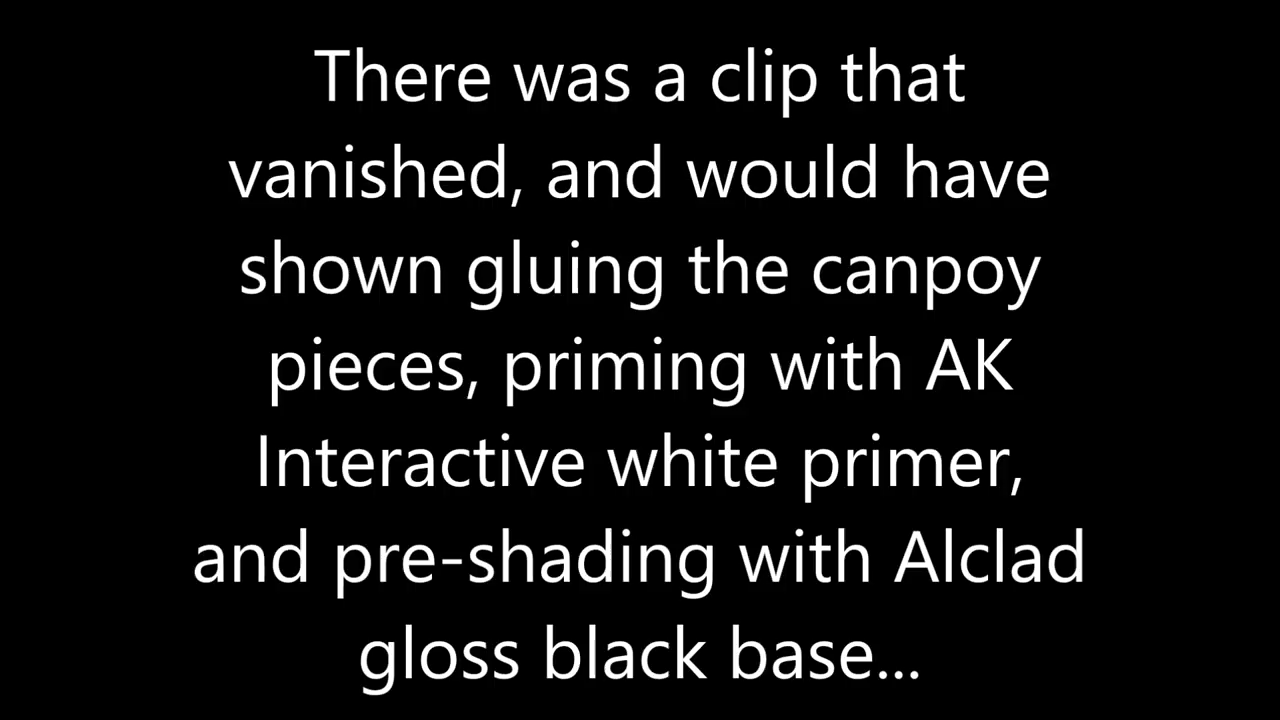 There was a clip that
vanished, and would have
shown gluing the canpoy
pieces, priming with AK
Interactive white primer,
and pre-shading with Alclad
gloss black base...